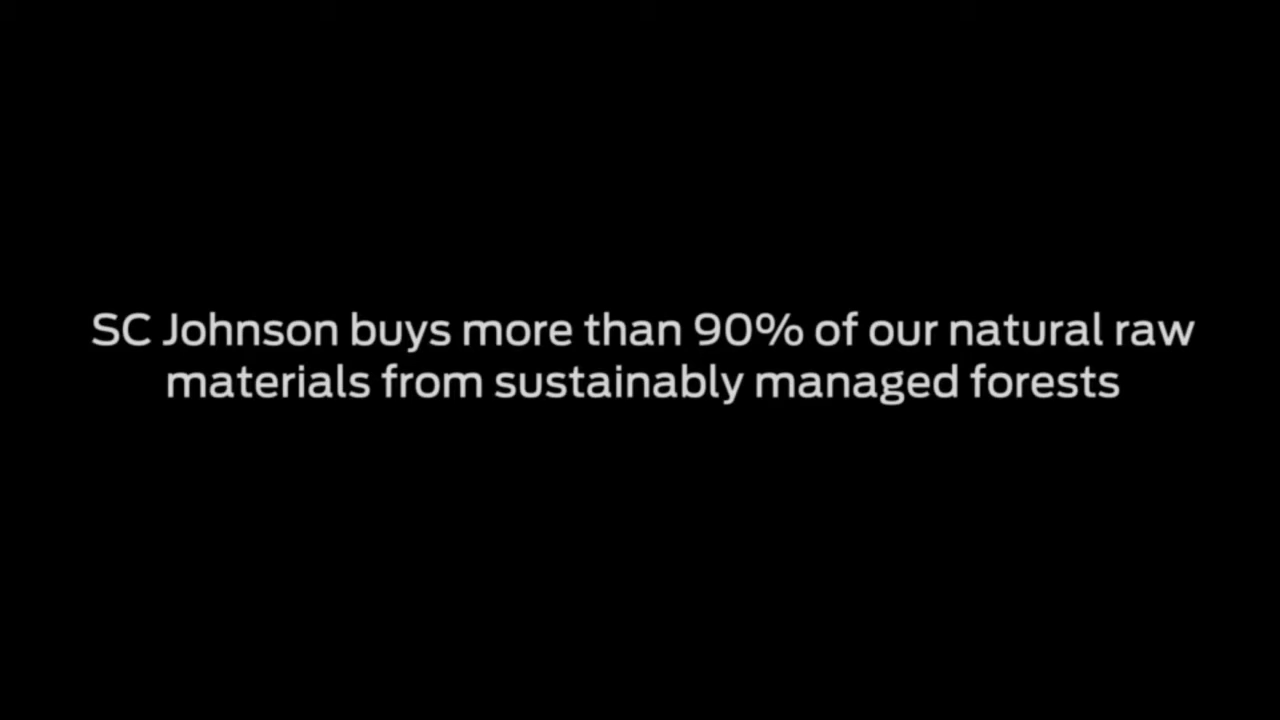 SC Johnson buys more than 90% of our natural raw
materials from sustainably managed forests